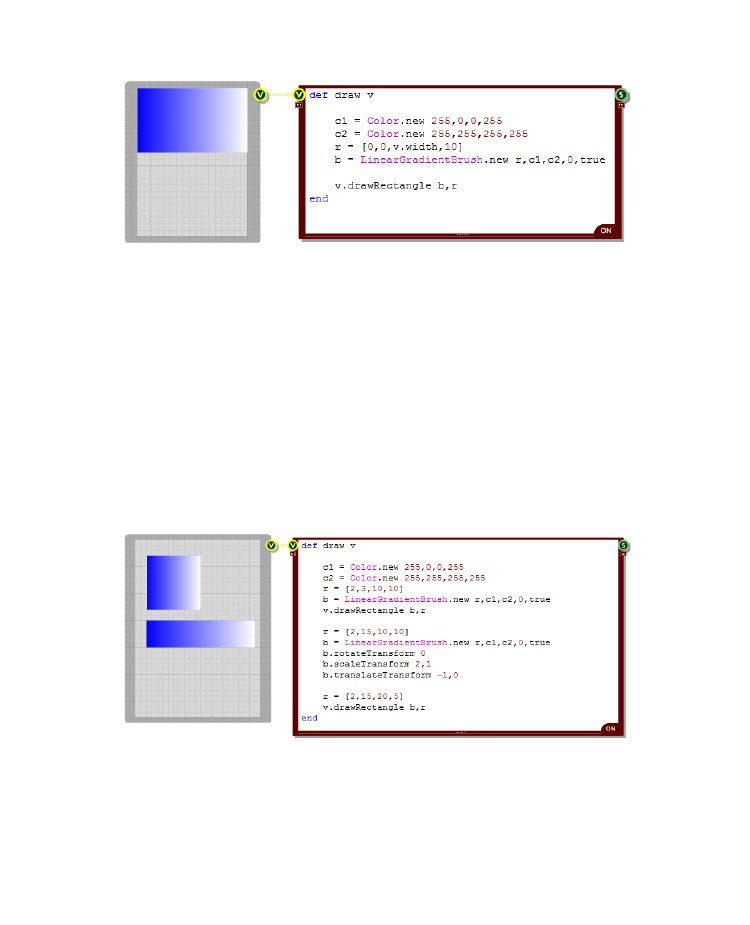 V V def draw v S
c1 = Color.new 255,0,0,255
c2 = Color.new 255,255,255,255
r = [0,0,v.width,10]
b = LinearGradientBrush.new r,c1,c2,0,true
v.drawRectangle b,r
end
ON
V V def draw v S
c1 = Color.new 255,0,0,255
c2 = Color.new 255,255,255,255
r = [2,3,10,10]
b = LinearGradientBrush.new r,c1,c2,0,true
v.drawRectangle b,r
r = [2,15,10,10]
b = LinearGradientBrush.new r,c1,c2,0,true
b.rotateTransform 0
b.scaleTransform 2,1
b.translateTransform -1,0
r = [2,15,20,5]
v.drawRectangle b,r
end
ON